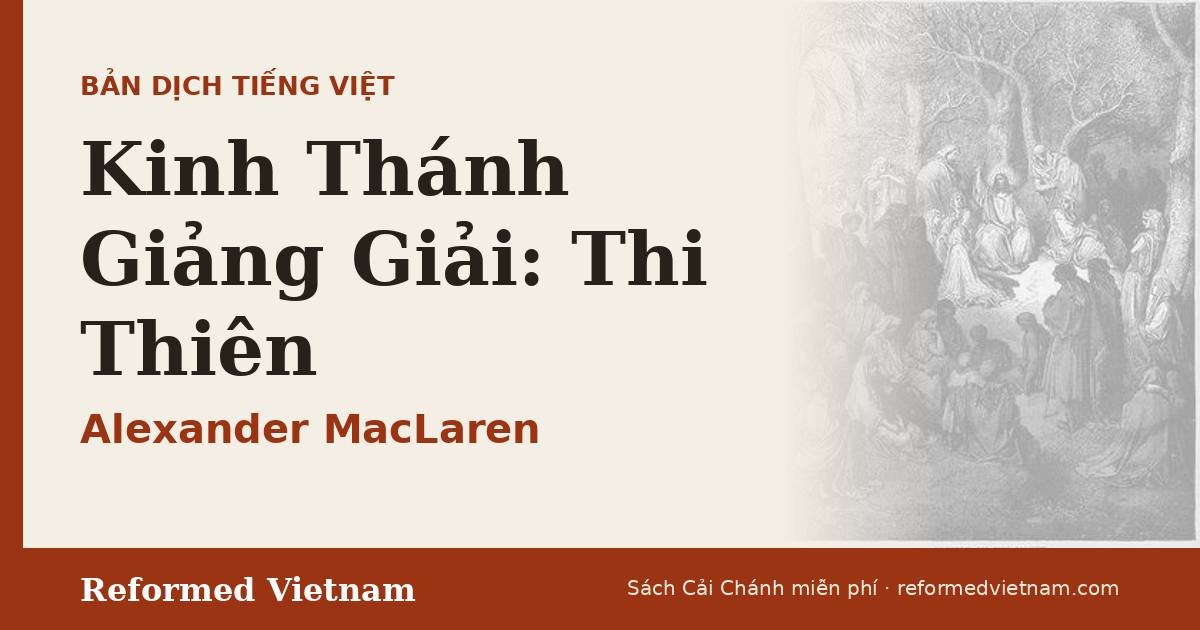 BẢN DỊCH TIẾNG VIỆT
Kinh Thánh
Giảng Giải: Thi
Thiên
Alexander MacLaren
Reformed Vietnam
Sách Cải Chánh miễn phí · reformedvietnam.com